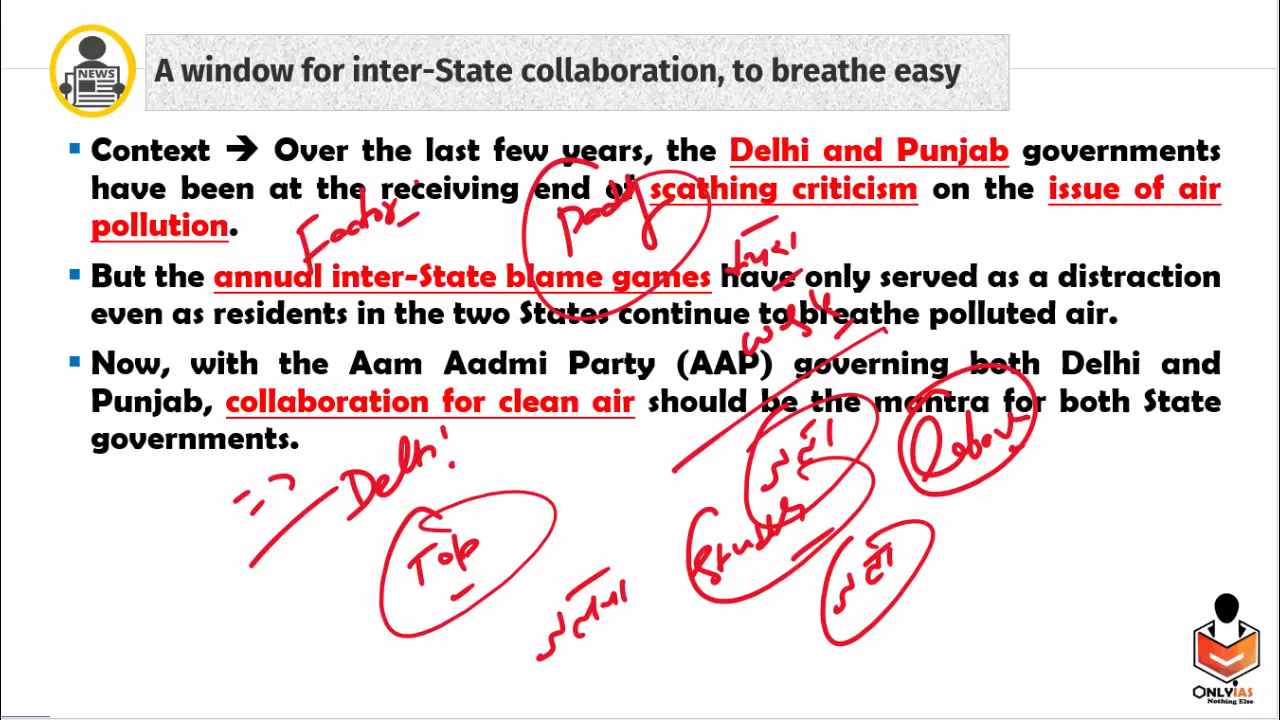 NEWS
A window for inter-State collaboration, to breathe easy
▪ Context ➔ Over the last few years, the Delhi and Punjab governments
have been at the receiving end of scathing criticism on the issue of air
pollution.
Factor
▪ But the annual inter-State blame games have only served as a distraction
even as residents in the two States continue to breathe polluted air.
▪ Now, with the Aam Aadmi Party (AAP) governing both Delhi and
Punjab, collaboration for clean air should be the mantra for both State
governments.
=> Delhi
Top
ONLYIAS
Nothing Else